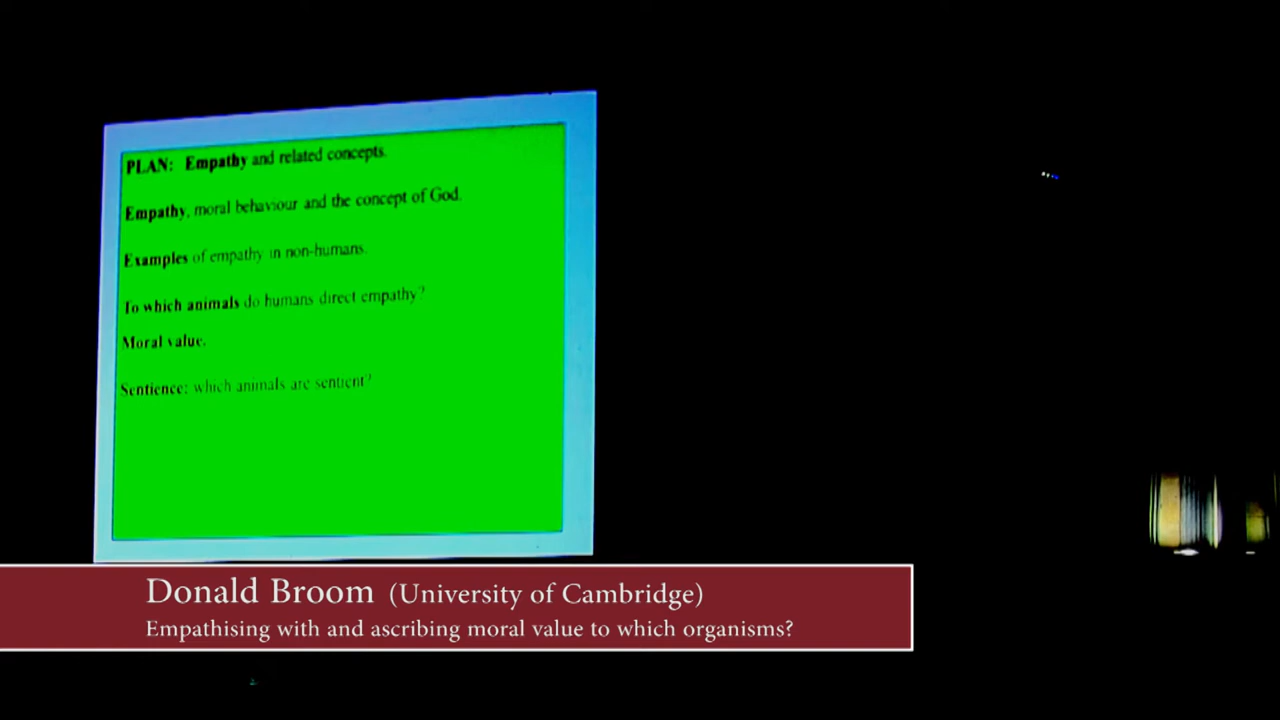 PLAN: Empathy and related concepts.
Empathy, moral behaviour and the concept of God.
Examples of empathy in non-humans.
To which animals do humans direct empathy?
Moral value.
Sentience: which animals are sentient?
Donald Broom (University of Cambridge)
Empathising with and ascribing moral value to which organisms?